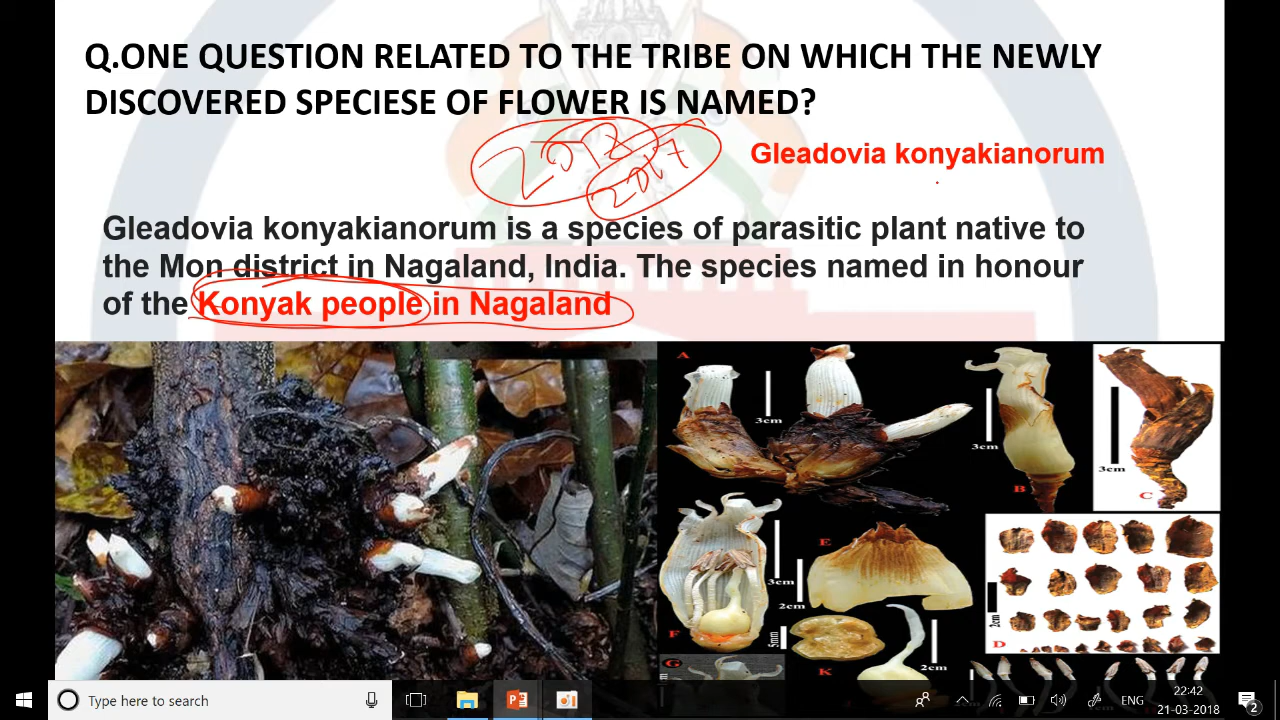 Q.ONE QUESTION RELATED TO THE TRIBE ON WHICH THE NEWLY
DISCOVERED SPECIESE OF FLOWER IS NAMED?
2017
Gleadovia konyakianorum
Gleadovia konyakianorum is a species of parasitic plant native to
the Mon district in Nagaland, India. The species named in honour
of the Konyak people in Nagaland
A
3cm
3cm
B
3cm
C
E
3cm
2cm
F
5mm
K
2cm
2cm
D
G
Type here to search
ENG
22:42
21-03-2018
2